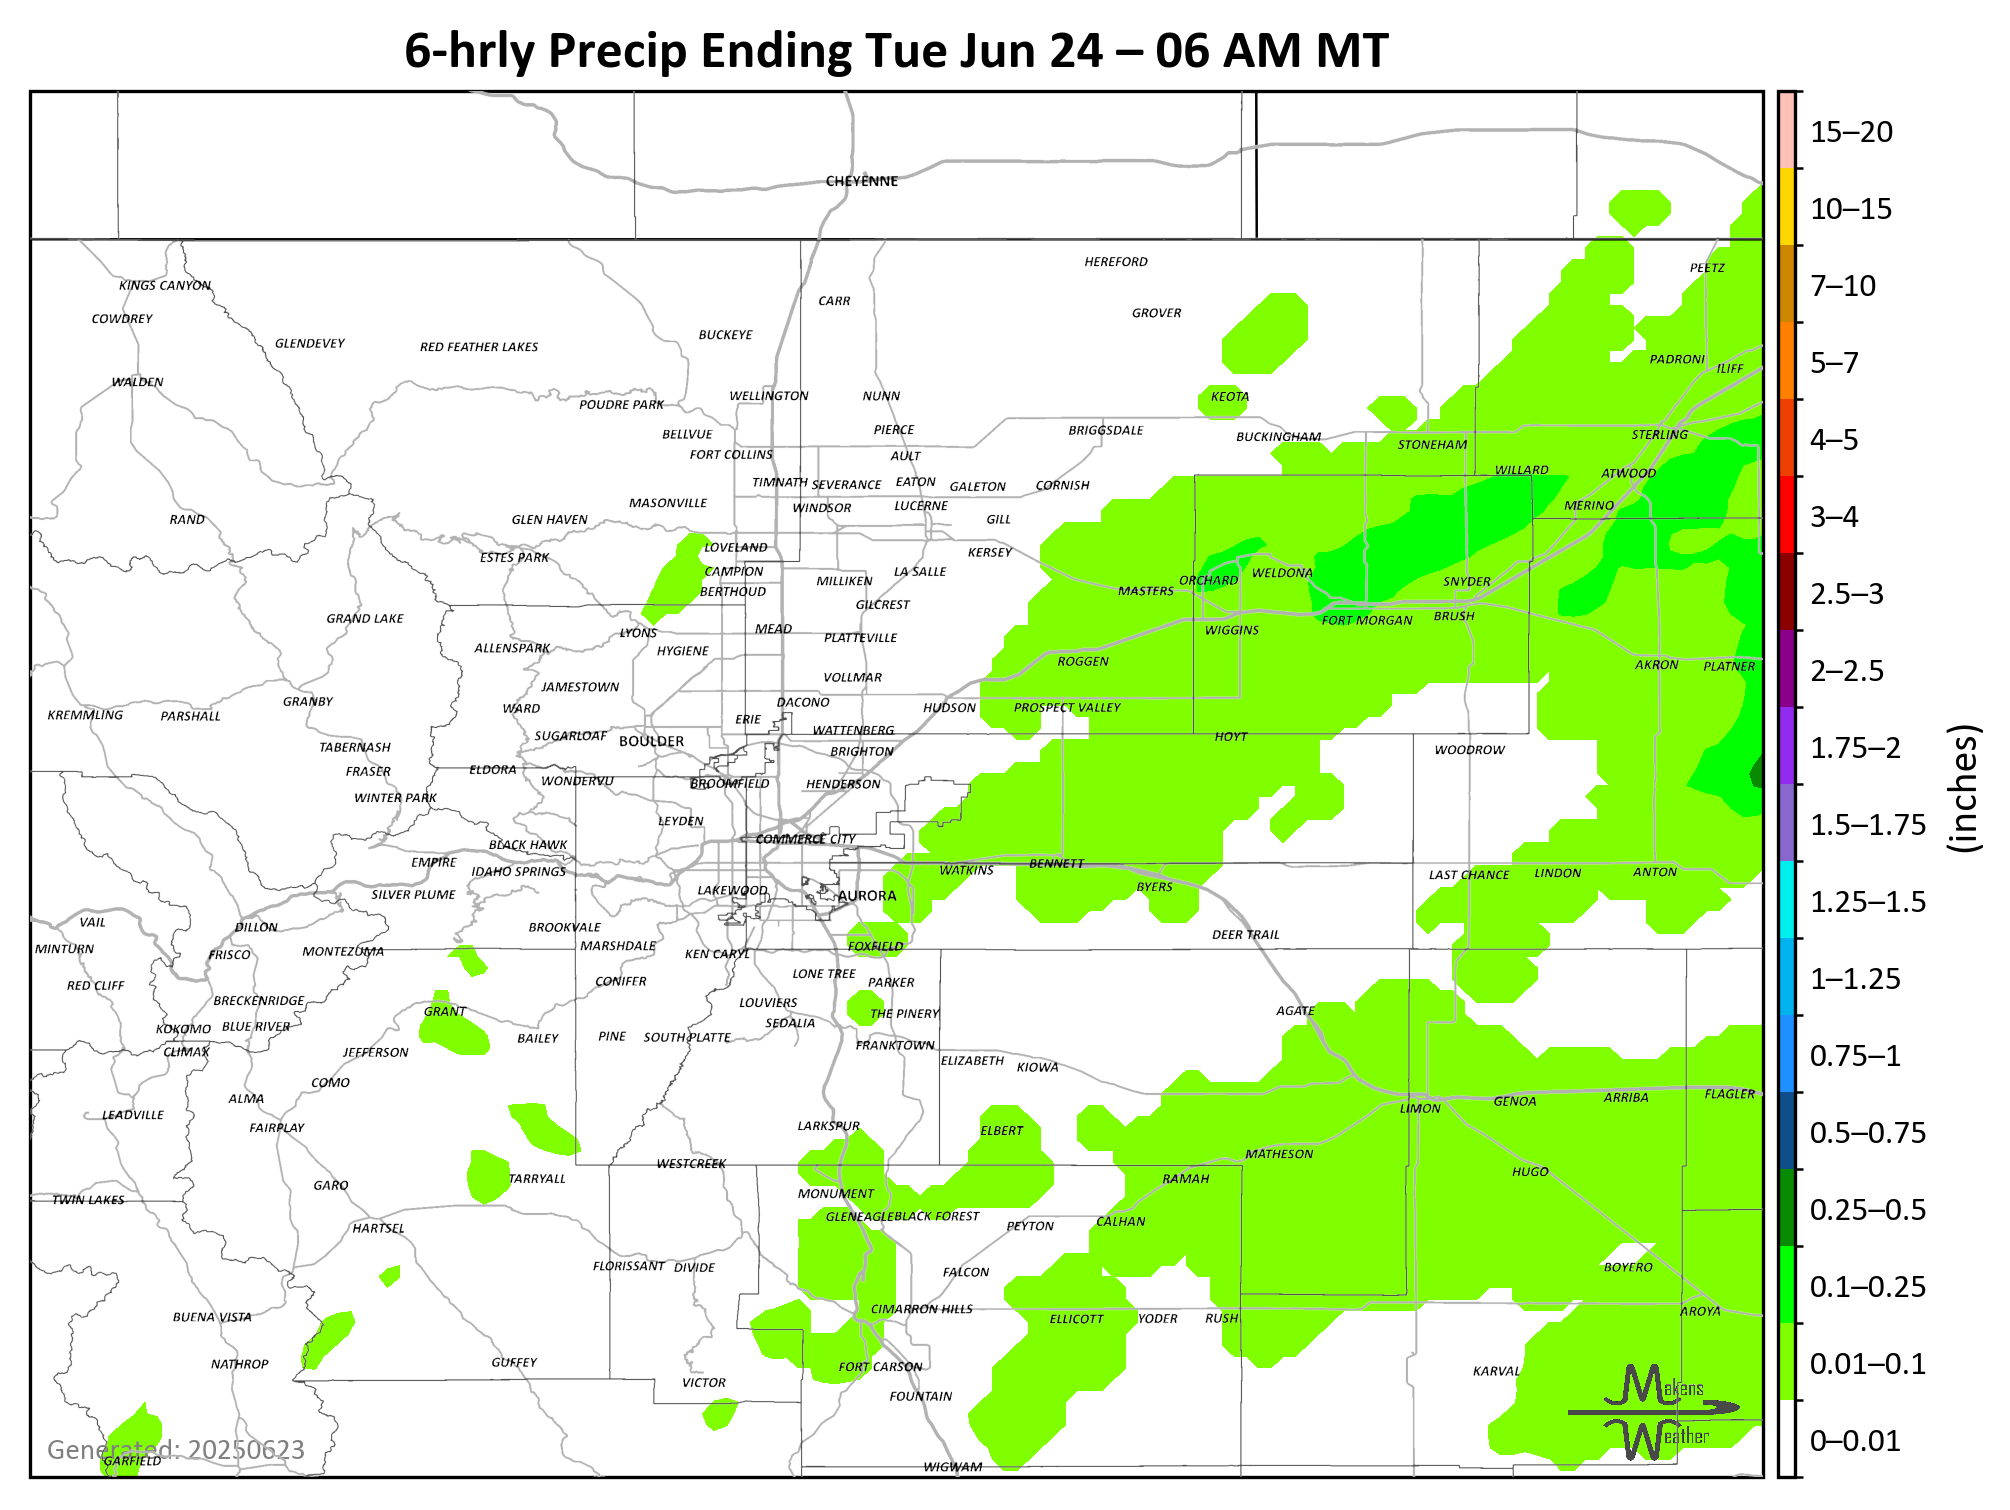 6-hrly Precip Ending Tue Jun 24 – 06 AM MT
CHEYENNE
HEREFORD
PEETZ
KINGS CANYON
CARR
COWDREY
GROVER
BUCKEYE
GLENDEVEY
RED FEATHER LAKES
PADRONI
ILIFF
WALDEN
WELLINGTON
NUNN
KEOTA
POUDRE PARK
BELLVUE
PIERCE
BRIGGSDALE
BUCKINGHAM
STONEHAM
STERLING
FORT COLLINS
AULT
WILLARD
ATWOOD
TIMNATH
SEVERANCE
EATON
GALETON
CORNISH
MASONVILLE
WINDSOR
LUCERNE
MERINO
RAND
GLEN HAVEN
GILL
ESTES PARK
LOVELAND
KERSEY
CAMPION
LA SALLE
ORCHARD
WELDONA
MILLIKEN
SNYDER
BERTHOUD
MASTERS
GILCREST
GRAND LAKE
FORT MORGAN
BRUSH
LYONS
MEAD
PLATTEVILLE
WIGGINS
ALLENSPARK
HYGIENE
ROGGEN
AKRON
PLATNER
JAMESTOWN
VOLLMAR
GRANBY
WARD
DACONO
HUDSON
PROSPECT VALLEY
KREMMLING
PARSHALL
ERIE
SUGARLOAF
BOULDER
WATTENBERG
HOYT
TABERNASH
BRIGHTON
WOODROW
FRASER
ELDORA
WONDERVU
BROOMFIELD
HENDERSON
WINTER PARK
LEYDEN
COMMERCE CITY
BLACK HAWK
EMPIRE
IDAHO SPRINGS
WATKINS
BENNETT
LAST CHANCE
LINDON
ANTON
SILVER PLUME
LAKEWOOD
AURORA
BYERS
VAIL
DILLON
BROOKVALE
DEER TRAIL
MINTURN
FRISCO
MONTEZUMA
MARSHDALE
KEN CARYL
FOXFIELD
RED CLIFF
CONIFER
LONE TREE
PARKER
BRECKENRIDGE
LOUVIERS
THE PINERY
AGATE
KOKOMO
BLUE RIVER
GRANT
SEDALIA
CLIMAX
JEFFERSON
BAILEY
PINE
SOUTH PLATTE
FRANKTOWN
ELIZABETH
KIOWA
COMO
ALMA
LIMON
GENOA
ARRIBA
FLAGLER
LEADVILLE
FAIRPLAY
LARKSPUR
ELBERT
WESTCREEK
MATHESON
TARRYALL
RAMAH
HUGO
TWIN LAKES
GARO
MONUMENT
GLENEAGLE
BLACK FOREST
HARTSEL
PEYTON
CALHAN
FLORISSANT
DIVIDE
FALCON
BOYERO
BUENA VISTA
CIMARRON HILLS
ELLICOTT
YODER
RUSH
AROYA
NATHROP
GUFFEY
FORT CARSON
KARVAL
VICTOR
FOUNTAIN
GARFIELD
WIGWAM
Generated: 20250623
Makens
Weather
15–20
10–15
7–10
5–7
4–5
3–4
2.5–3
2–2.5
1.75–2
1.5–1.75
1.25–1.5
1–1.25
0.75–1
0.5–0.75
0.25–0.5
0.1–0.25
0.01–0.1
0–0.01
(inches)